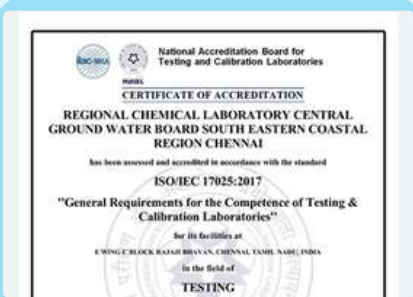 ilac-MRA
National Accreditation Board for
Testing and Calibration Laboratories
NABL
CERTIFICATE OF ACCREDITATION
REGIONAL CHEMICAL LABORATORY CENTRAL
GROUND WATER BOARD SOUTH EASTERN COASTAL
REGION CHENNAI
has been assessed and accredited in accordance with the standard
ISO/IEC 17025:2017
"General Requirements for the Competence of Testing &
Calibration Laboratories"
for its facilities at
E WING C BLOCK RAJAJI BHAVAN, CHENNAI, TAMIL NADU, INDIA
in the field of
TESTING